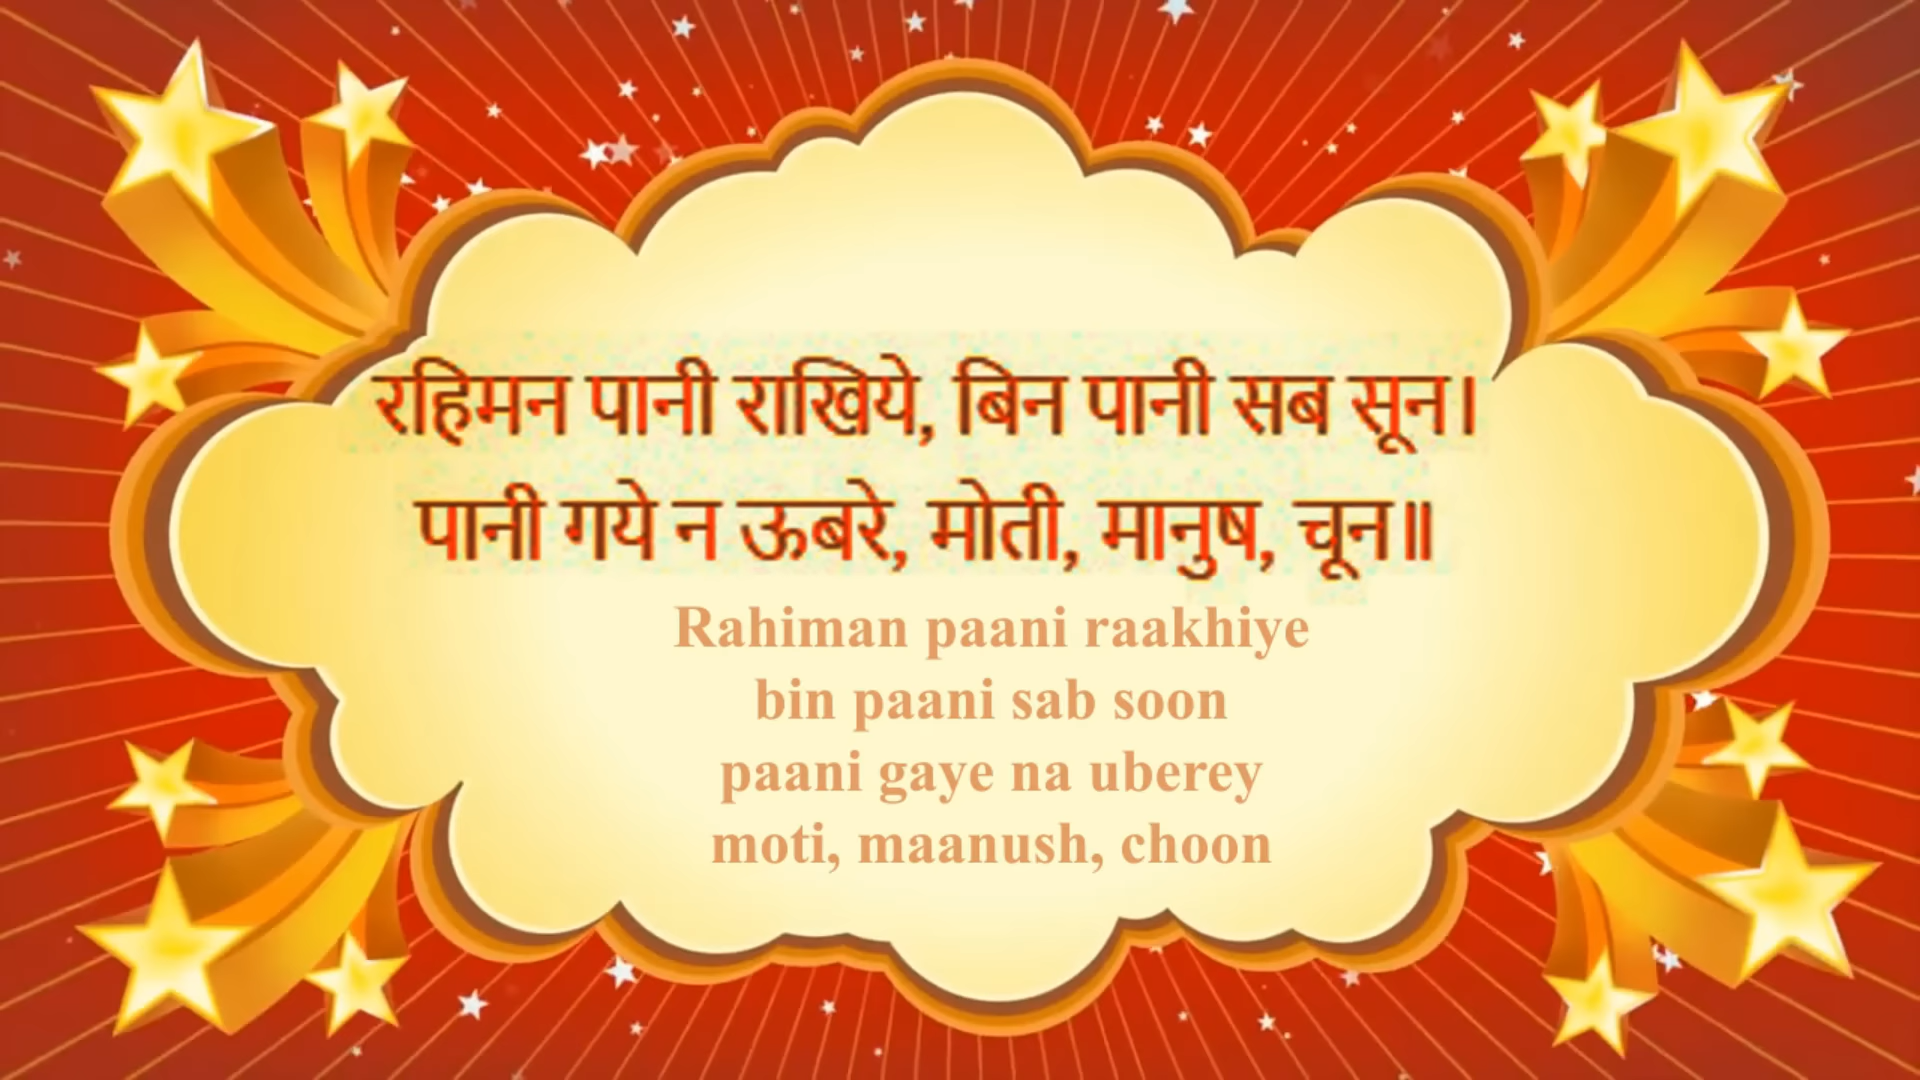 रहिमन पानी राखिये, बिन पानी सब सून।
पानी गये न ऊबरे, मोती, मानुष, चून॥
Rahiman paani raakhiye
bin paani sab soon
paani gaye na uberey
moti, maanush, choon